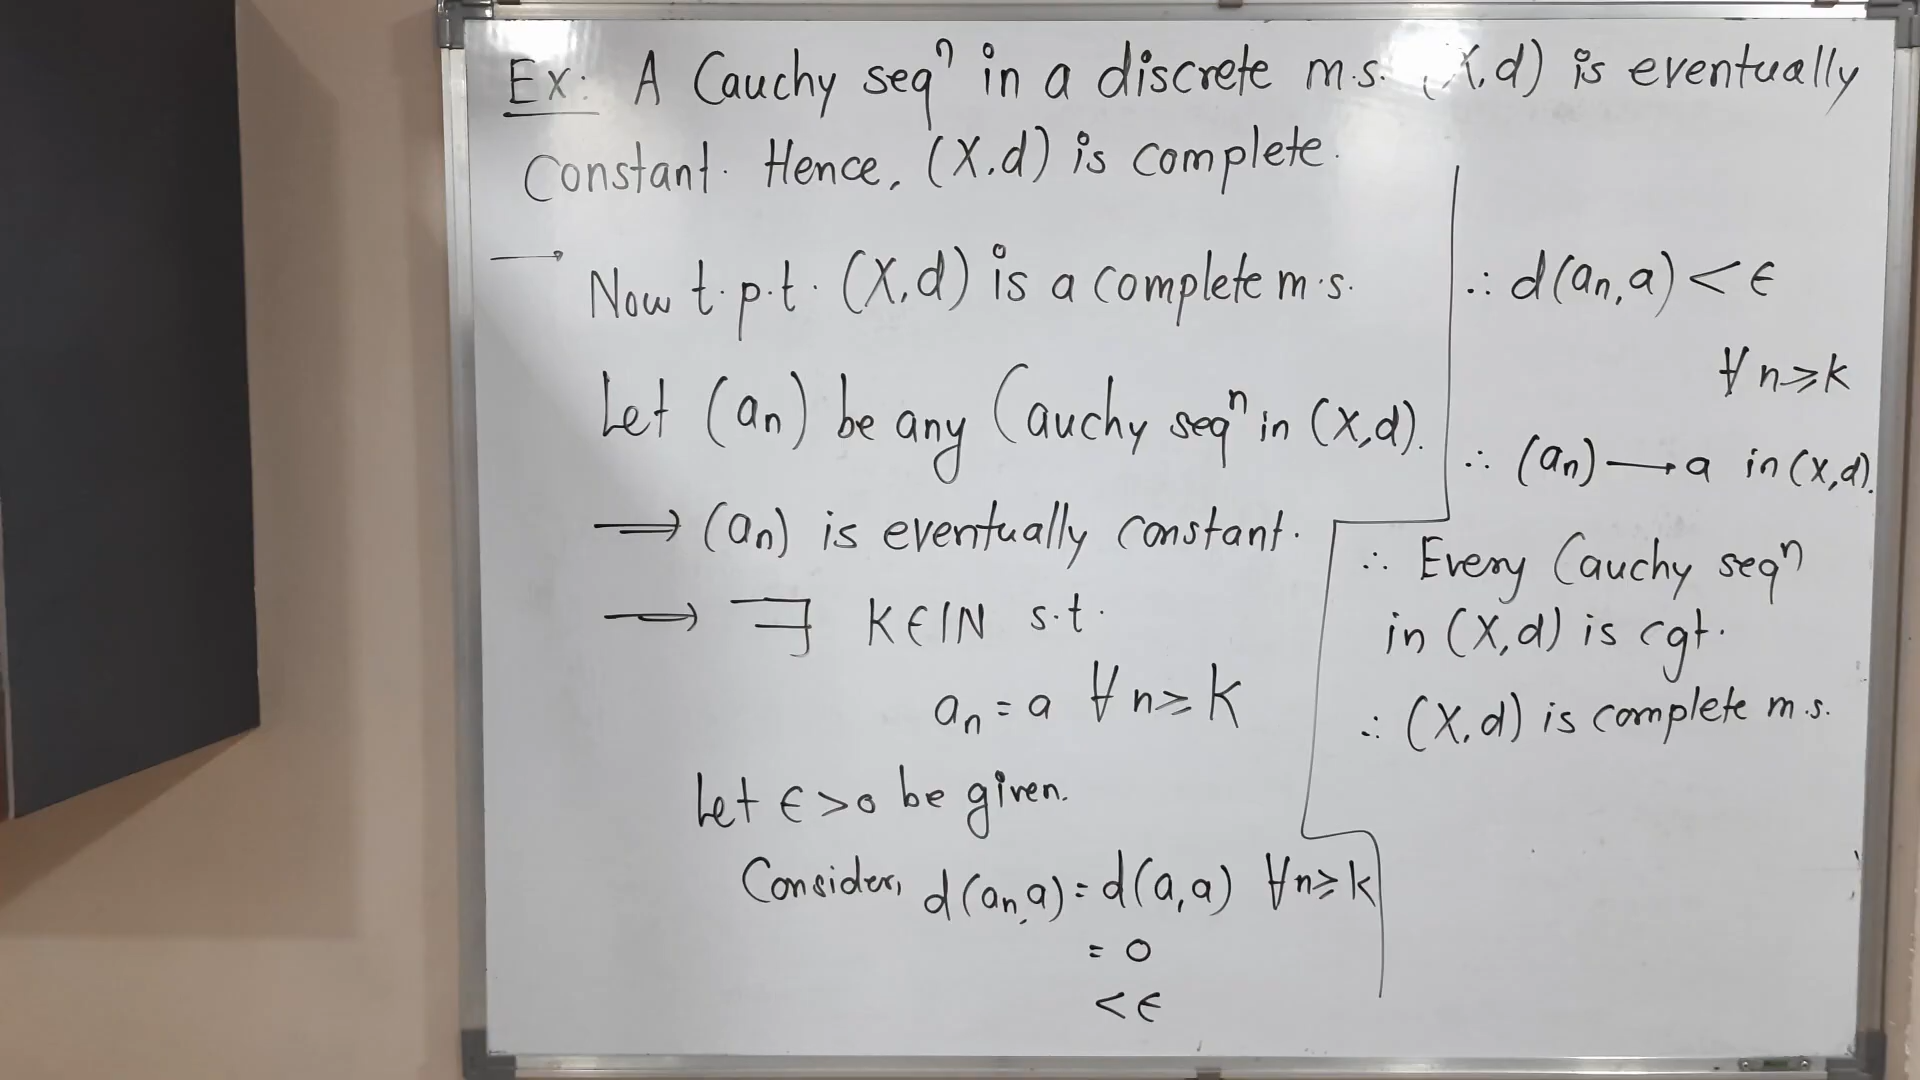 Ex: A Cauchy seqⁿ in a discrete m.s. (X,d) is eventually
Constant. Hence, (X,d) is complete.
→ Now t.p.t. (X,d) is a complete m.s.
Let (aₙ) be any Cauchy seqⁿ in (X,d).
⟹ (aₙ) is eventually constant.
⟹ ∃ K∈ℕ s.t.
aₙ = a ∀ n ≥ K
Let ϵ > 0 be given.
Consider, d(aₙ,a) = d(a,a) ∀ n ≥ k
= 0
< ϵ
∴ d(aₙ,a) < ϵ
∀ n ≥ k
∴ (aₙ) → a in (X,d).
∴ Every Cauchy seqⁿ
in (X,d) is cgt.
∴ (X,d) is complete m.s.